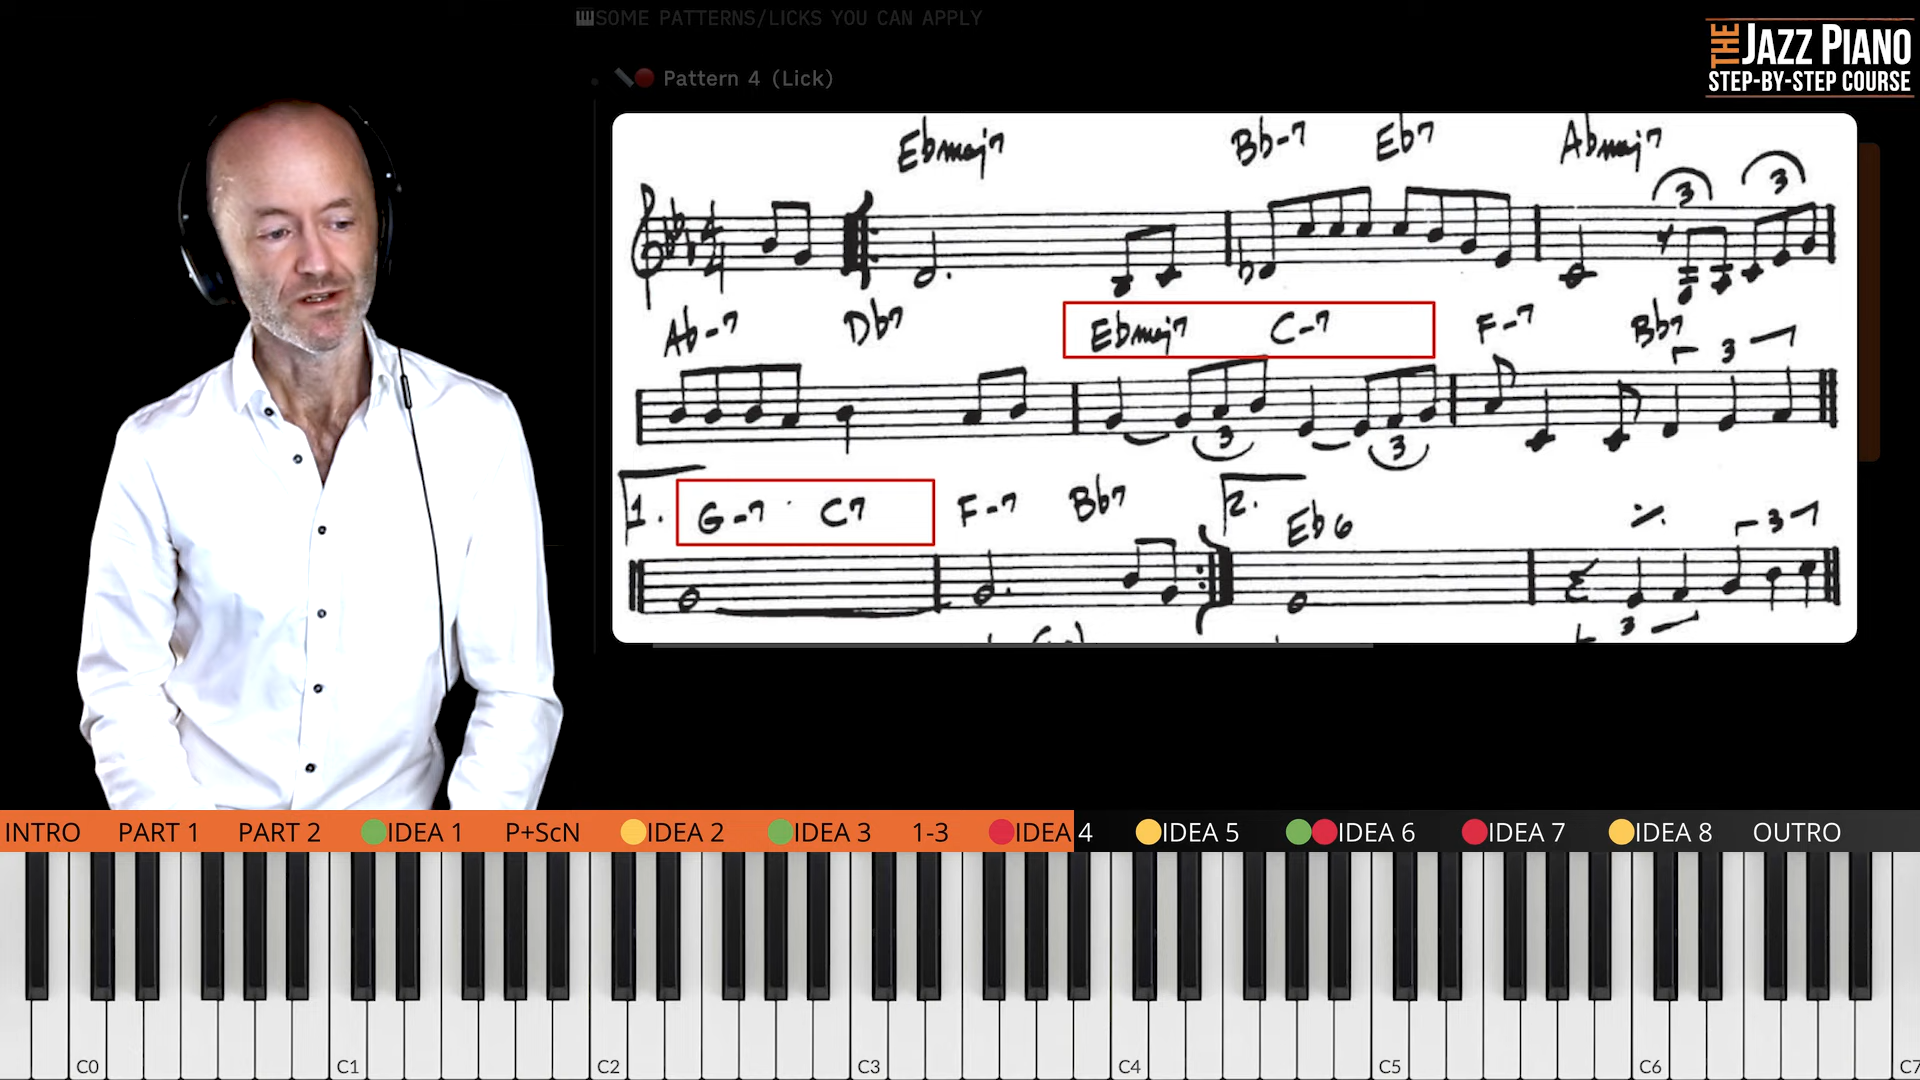 🎹SOME PATTERNS/LICKS YOU CAN APPLY
THE JAZZ PIANO
STEP-BY-STEP COURSE
Pattern 4 (Lick)
Ebmaj7 Bb-7 Eb7 Abmaj7
3 3
Ab-7 Db7 Ebmaj7 C-7 F-7 Bb7
3
3 3
1. G-7 C7 F-7 Bb7 2. Eb6
3
3
INTRO PART 1 PART 2 IDEA 1 P+ScN IDEA 2 IDEA 3 1-3 IDEA 4 IDEA 5 IDEA 6 IDEA 7 IDEA 8 OUTRO
C0 C1 C2 C3 C4 C5 C6 C7